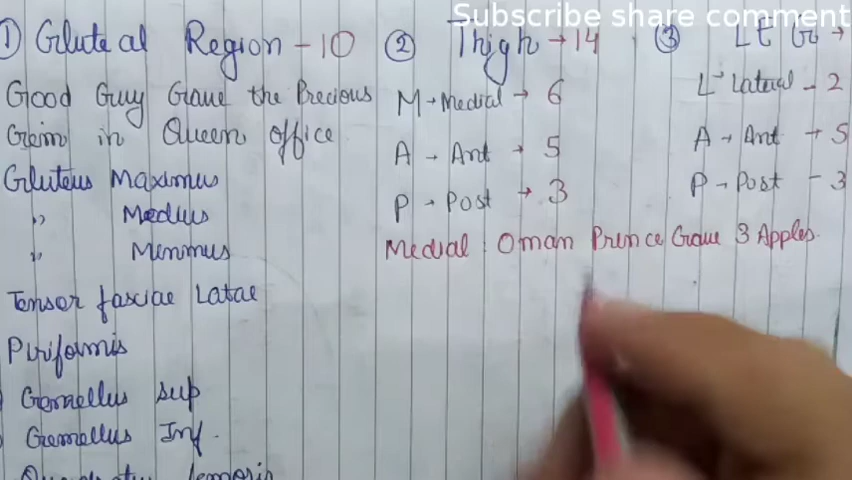 Subscribe share comment
① Gluteal Region - 10
Good Guy Gave the Precious
Gem in Queen office
Gluteus Maximus
" Medius
" Minimus
Tensor fasciae Latae
Piriformis
Gemellus sup
Gemellus Inf.
femoris
② Thigh → 14
M → Medial → 6
A → Ant → 5
P → Post → 3
Medial : Oman Prince Gave 3 Apples.
③
L → Lateral - 2
A → Ant → 5
P → Post - 3